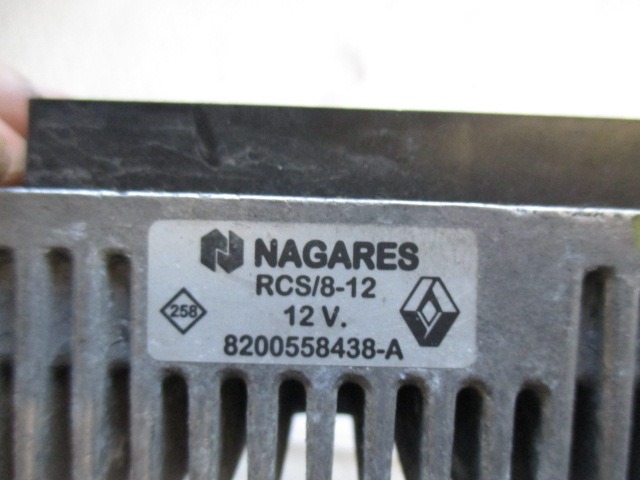 NAGARES
RCS/8-12
258
12 V.
8200558438-A